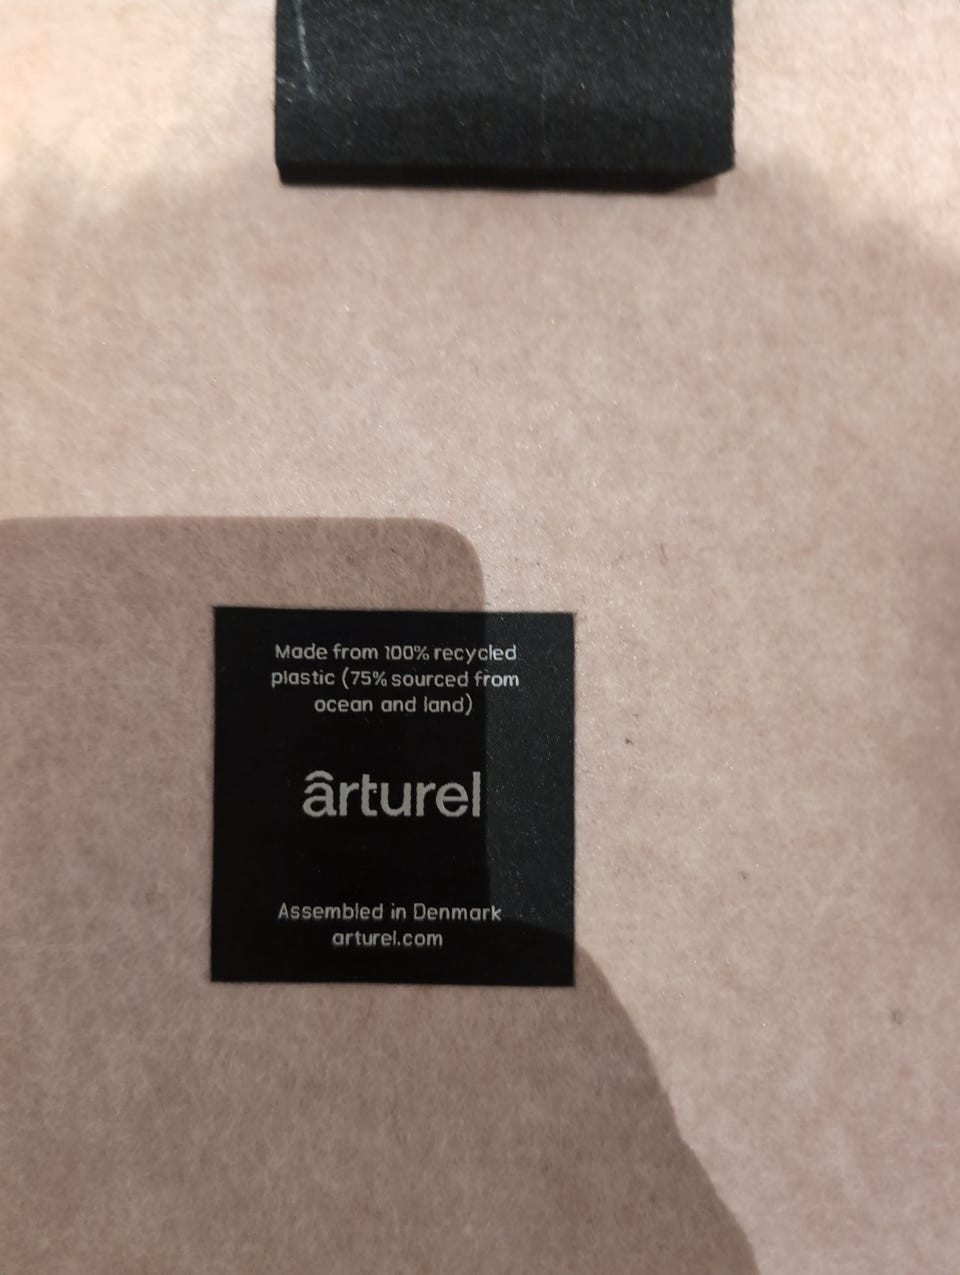 Made from 100% recycled
plastic (75% sourced from
ocean and land)
ârturel
Assembled in Denmark
arturel.com